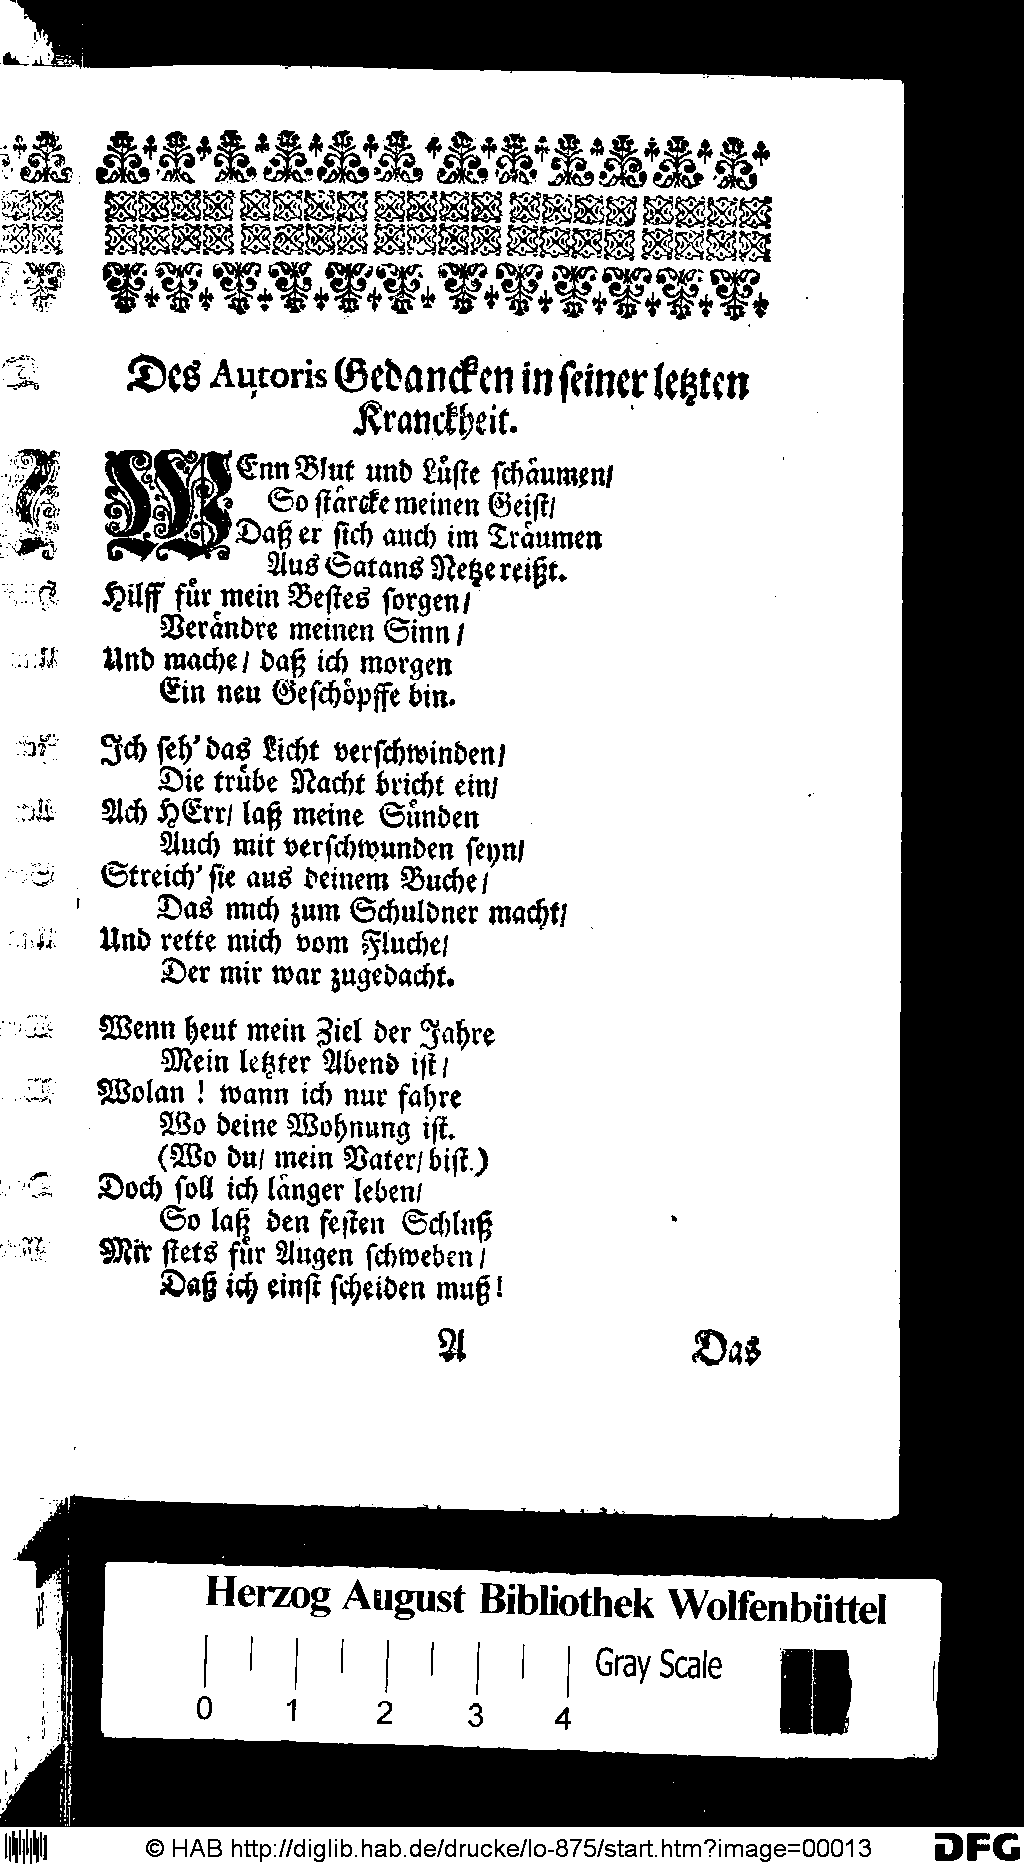 Des Autoris Gedancken in seiner letzten
Kranckheit.
WEnn Blut und Lüste schäumen/
So stärcke meinen Geist/
Daß er sich auch im Träumen
Aus Satans Netze reißt.
Hilff für mein Bestes sorgen/
Verändre meinen Sinn/
Und mache/ daß ich morgen
Ein neu Geschöpffe bin.
Ich seh' das Licht verschwinden/
Die trübe Nacht bricht ein/
Ach HErr/ laß meine Sünden
Auch mit verschwunden seyn/
Streich' sie aus deinem Buche/
Das mich zum Schuldner macht/
Und rette mich vom Fluche/
Der mir war zugedacht.
Wenn heut mein Ziel der Jahre
Mein letzter Abend ist/
Wolan ! wann ich nur fahre
Wo deine Wohnung ist.
(Wo du/ mein Vater/ bist.)
Doch soll ich länger leben/
So laß den festen Schluß
Mir stets für Augen schweben/
Daß ich einst scheiden muß!
A Das
Herzog August Bibliothek Wolfenbüttel
Gray Scale
0 1 2 3 4
© HAB http://diglib.hab.de/drucke/lo-875/start.htm?image=00013 DFG